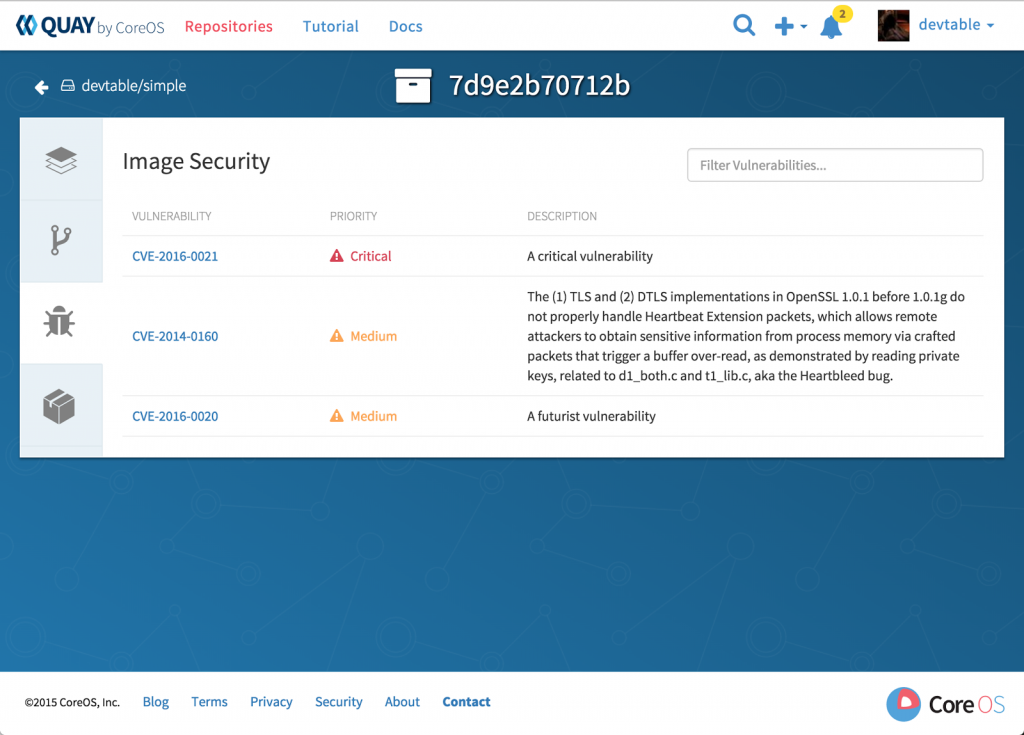 QUAY by CoreOS Repositories Tutorial Docs 2 devtable
devtable/simple 7d9e2b70712b
Image Security Filter Vulnerabilities...
VULNERABILITY PRIORITY DESCRIPTION
CVE-2016-0021 Critical A critical vulnerability
The (1) TLS and (2) DTLS implementations in OpenSSL 1.0.1 before 1.0.1g do
not properly handle Heartbeat Extension packets, which allows remote
CVE-2014-0160 Medium attackers to obtain sensitive information from process memory via crafted
packets that trigger a buffer over-read, as demonstrated by reading private
keys, related to d1_both.c and t1_lib.c, aka the Heartbleed bug.
CVE-2016-0020 Medium A futurist vulnerability
©2015 CoreOS, Inc. Blog Terms Privacy Security About Contact Core OS